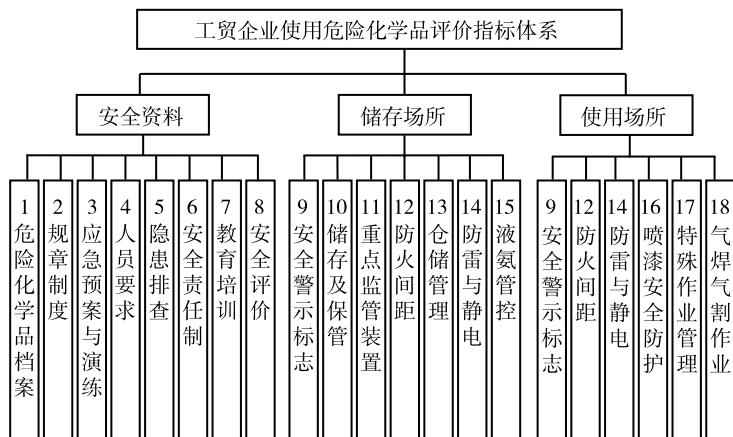 工贸企业使用危险化学品评价指标体系
安全资料
储存场所
使用场所
1危险化学品档案
2规章制度
3应急预案与演练
4人员要求
5隐患排查
6安全责任制
7教育培训
8安全评价
9安全警示标志
10储存及保管
11重点监管装置
12防火间距
13仓储管理
14防雷与静电
15液氨管控
9安全警示标志
12防火间距
14防雷与静电
16喷漆安全防护
17特殊作业管理
18气焊气割作业